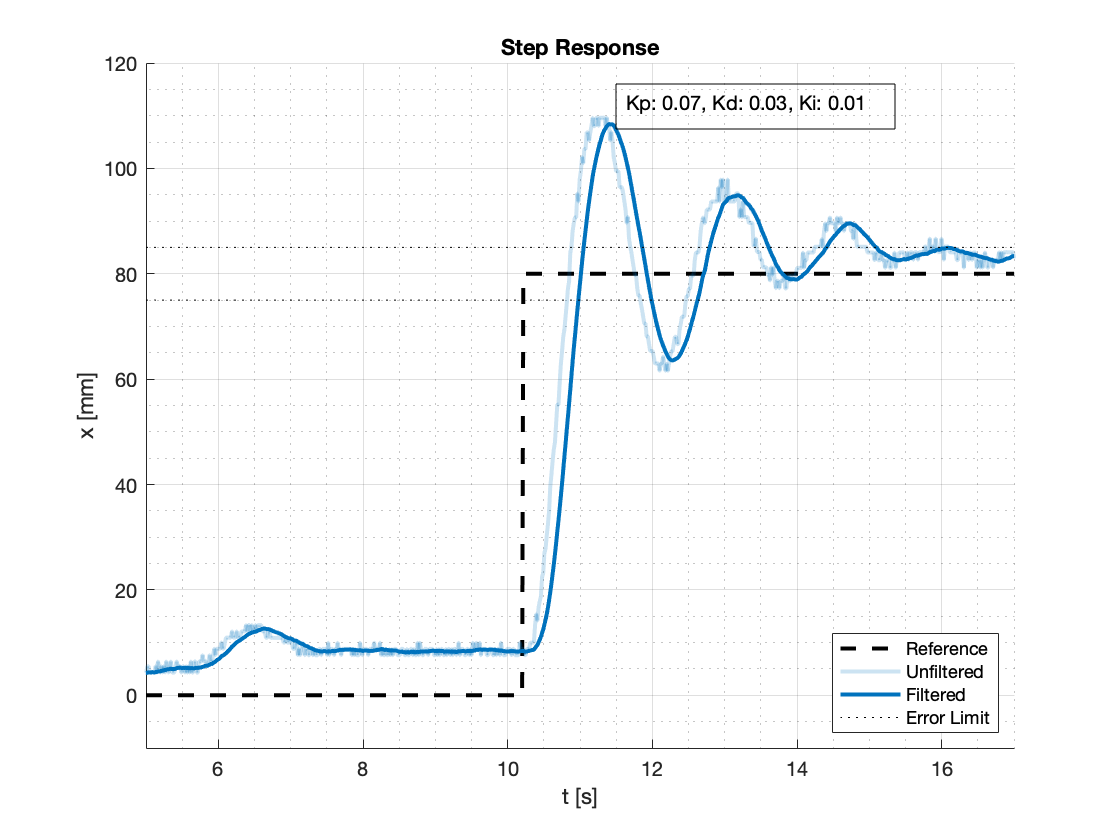 Step Response
120
100
80
60
40
20
0
x [mm]
Kp: 0.07, Kd: 0.03, Ki: 0.01
Reference
Unfiltered
Filtered
Error Limit
6 8 10 12 14 16
t [s]